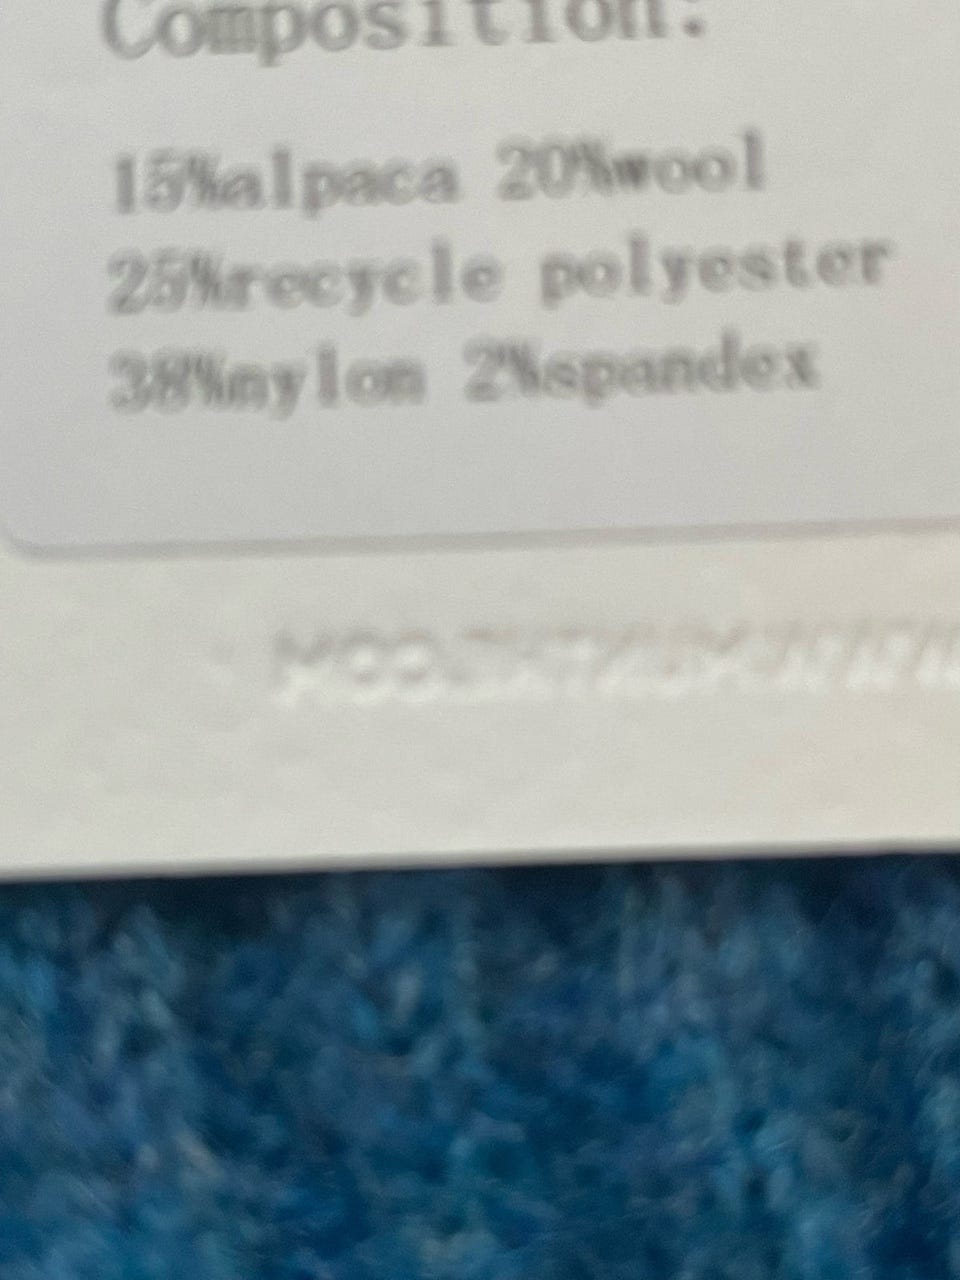 Composition:
15%alpaca 20%wool
25%recycle polyester
38%nylon 2%spandex